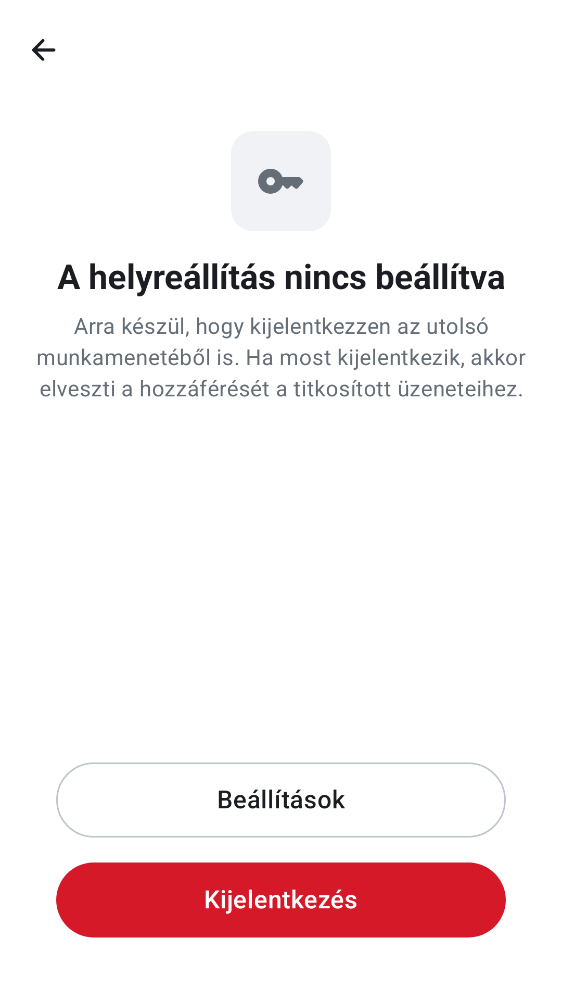 A helyreállítás nincs beállítva
Arra készül, hogy kijelentkezzen az utolsó
munkamenetéből is. Ha most kijelentkezik, akkor
elveszti a hozzáférését a titkosított üzeneteihez.
Beállítások
Kijelentkezés